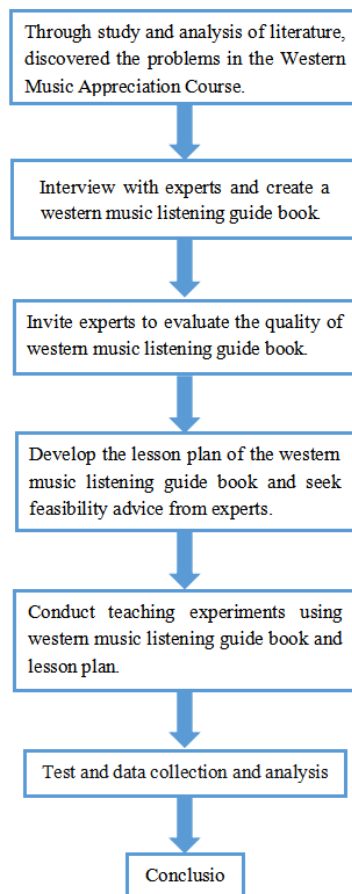 Through study and analysis of literature,
discovered the problems in the Western
Music Appreciation Course.
Interview with experts and create a
western music listening guide book.
Invite experts to evaluate the quality of
western music listening guide book.
Develop the lesson plan of the western
music listening guide book and seek
feasibility advice from experts.
Conduct teaching experiments using
western music listening guide book and
lesson plan.
Test and data collection and analysis
Conclusio